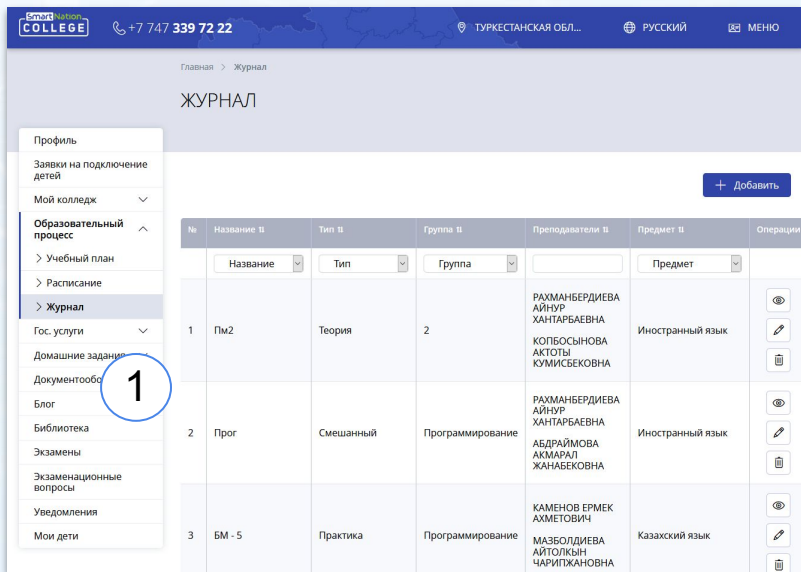 Smart Nation
COLLEGE
+7 747 339 72 22
ТУРКЕСТАНСКАЯ ОБЛ...
РУССКИЙ
МЕНЮ
Главная > Журнал
ЖУРНАЛ
Профиль
Заявки на подключение
детей
Мой колледж
Образовательный
процесс
> Учебный план
> Расписание
> Журнал
Гос. услуги
Домашние задания
Блог
Библиотека
Экзамены
Экзаменационные
вопросы
Уведомления
Мои дети
1
+ Добавить
№ Название Тип Группа Преподаватели Предмет Операции
Название Тип Группа Предмет
1 Пм2 Теория 2
РАХМАНБЕРДИЕВА
АЙНУР
ХАНТАРБАЕВНА
КОПБОСЫНОВА
АКТОТЫ
КУМИСБЕКОВНА
Иностранный язык
2 Прог Смешанный Программирование
РАХМАНБЕРДИЕВА
АЙНУР
ХАНТАРБАЕВНА
АБДРАЙМОВА
АКМАРАЛ
ЖАНАБЕКОВНА
Иностранный язык
3 БМ - 5 Практика Программирование
КАМЕНОВ ЕРМЕК
АХМЕТОВИЧ
МАЗБОЛДИЕВА
АЙТОЛКЫН
ЧАРИПЖАНОВНА
Казахский язык